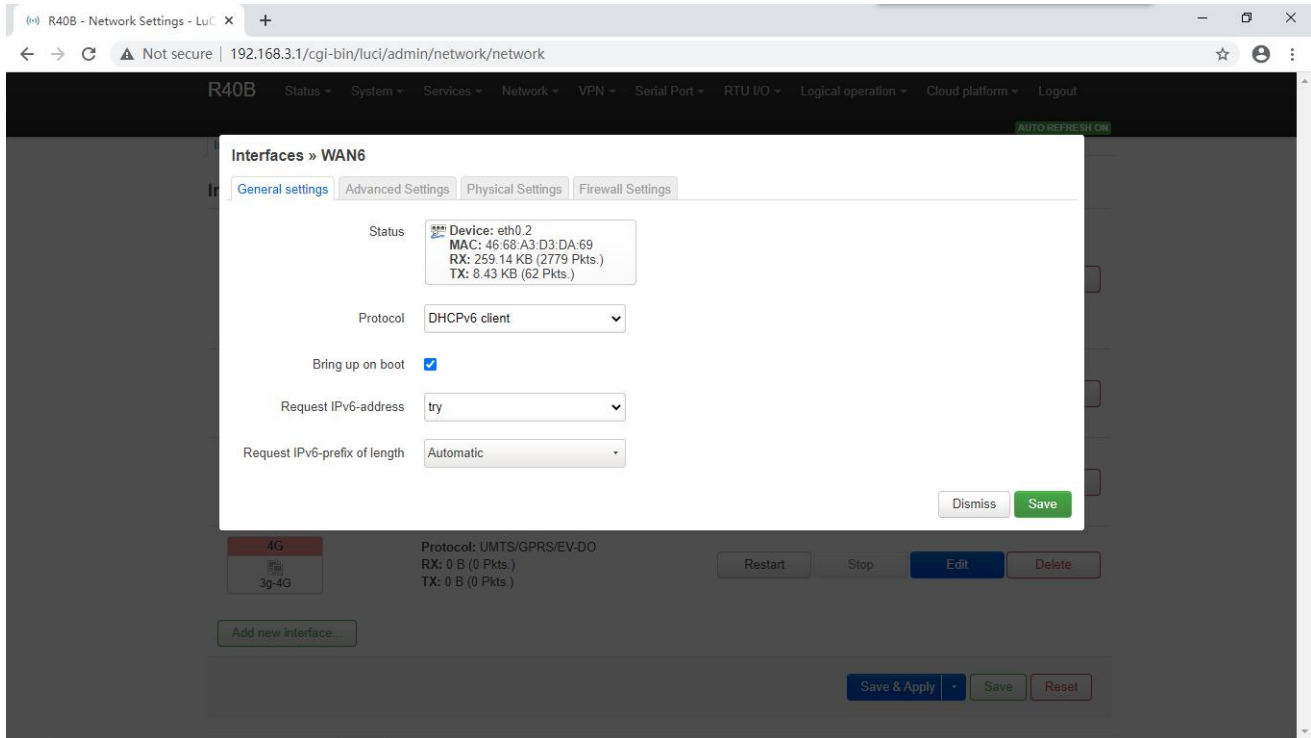 R40B - Network Settings - LuC
Not secure | 192.168.3.1/cgi-bin/luci/admin/network/network
R40B Status System Services Network VPN Serial Port RTU I/O Logical operation Cloud platform Logout
AUTO REFRESH ON
Interfaces » WAN6
General settings Advanced Settings Physical Settings Firewall Settings
Status
Device: eth0.2
MAC: 46:68:A3:D3:DA:69
RX: 259.14 KB (2779 Pkts.)
TX: 8.43 KB (62 Pkts.)
Protocol DHCPv6 client
Bring up on boot
Request IPv6-address try
Request IPv6-prefix of length Automatic
Dismiss Save
4G
3g-4G
Protocol: UMTS/GPRS/EV-DO
RX: 0 B (0 Pkts.)
TX: 0 B (0 Pkts.)
Restart Stop Edit Delete
Add new interface...
Save & Apply Save Reset